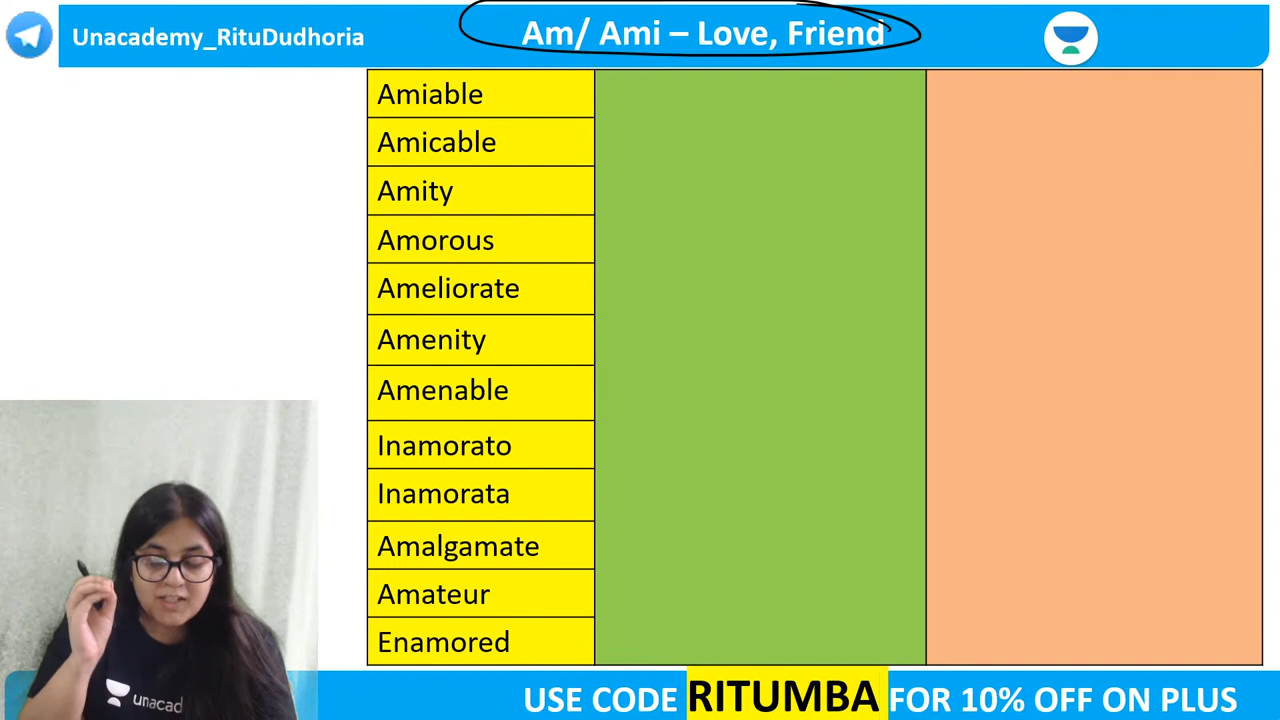 Unacademy_RituDudhoria
Am/ Ami – Love, Friend
Amiable
Amicable
Amity
Amorous
Ameliorate
Amenity
Amenable
Inamorato
Inamorata
Amalgamate
Amateur
Enamored
unacad
USE CODE RITUMBA FOR 10% OFF ON PLUS